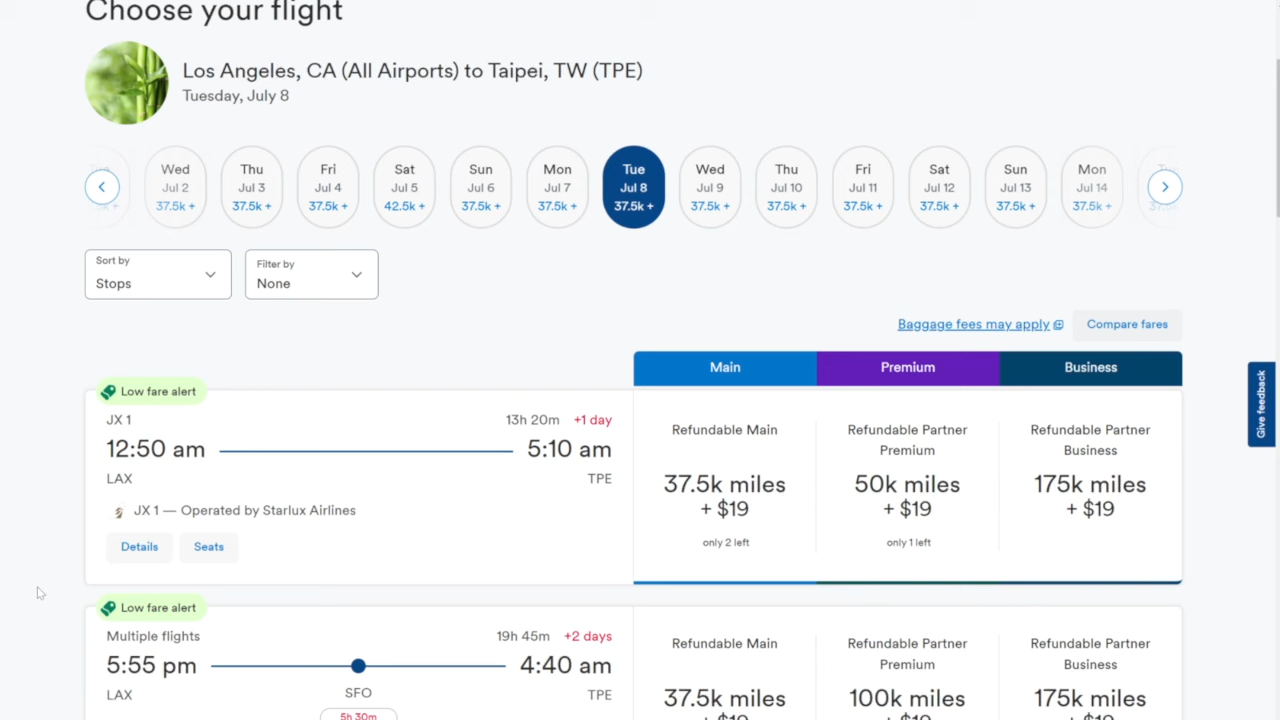 Choose your flight
Los Angeles, CA (All Airports) to Taipei, TW (TPE)
Tuesday, July 8
Wed Thu Fri Sat Sun Mon Tue Wed Thu Fri Sat Sun Mon
Jul 2 Jul 3 Jul 4 Jul 5 Jul 6 Jul 7 Jul 8 Jul 9 Jul 10 Jul 11 Jul 12 Jul 13 Jul 14
37.5k + 37.5k + 37.5k + 42.5k + 37.5k + 37.5k + 37.5k + 37.5k + 37.5k + 37.5k + 37.5k + 37.5k + 37.5k +
Sort by
Stops
Filter by
None
Baggage fees may apply
Compare fares
Main Premium Business
Low fare alert
JX 1 13h 20m +1 day
12:50 am 5:10 am
LAX TPE
JX 1 — Operated by Starlux Airlines
Details Seats
Refundable Main
37.5k miles
+ $19
only 2 left
Refundable Partner
Premium
50k miles
+ $19
only 1 left
Refundable Partner
Business
175k miles
+ $19
Low fare alert
Multiple flights 19h 45m +2 days
5:55 pm 4:40 am
LAX SFO TPE
5h 30m
Refundable Main
37.5k miles
+ $19
Refundable Partner
Premium
100k miles
+ $19
Refundable Partner
Business
175k miles
+ $19
Give feedback